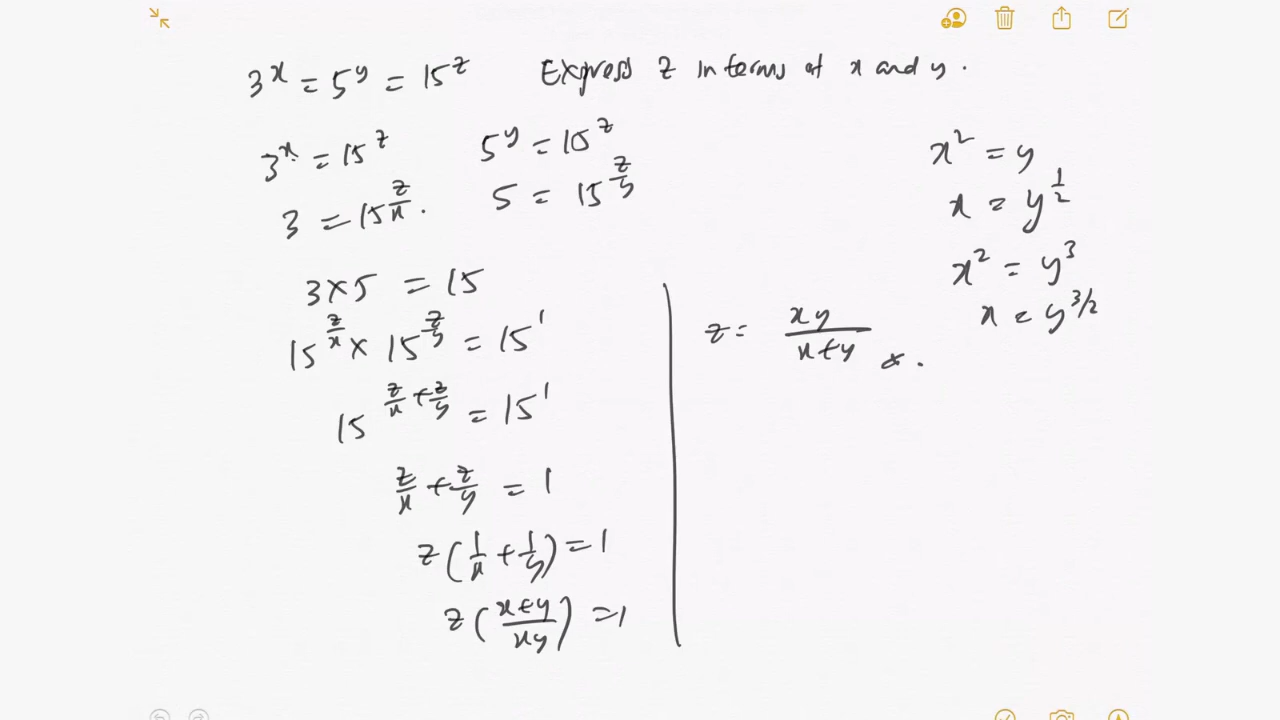 3^x = 5^y = 15^z Express z in terms of x and y.
3^x = 15^z 5^y = 15^z
3 = 15^(z/x). 5 = 15^(z/y)
3 × 5 = 15
15^(z/x) × 15^(z/y) = 15^1
15^(z/x + z/y) = 15^1
z/x + z/y = 1
z(1/x + 1/y) = 1
z((x+y)/xy) = 1
z = xy/(x+y)
x^2 = y
x = y^(1/2)
x^2 = y^3
x = y^(3/2)